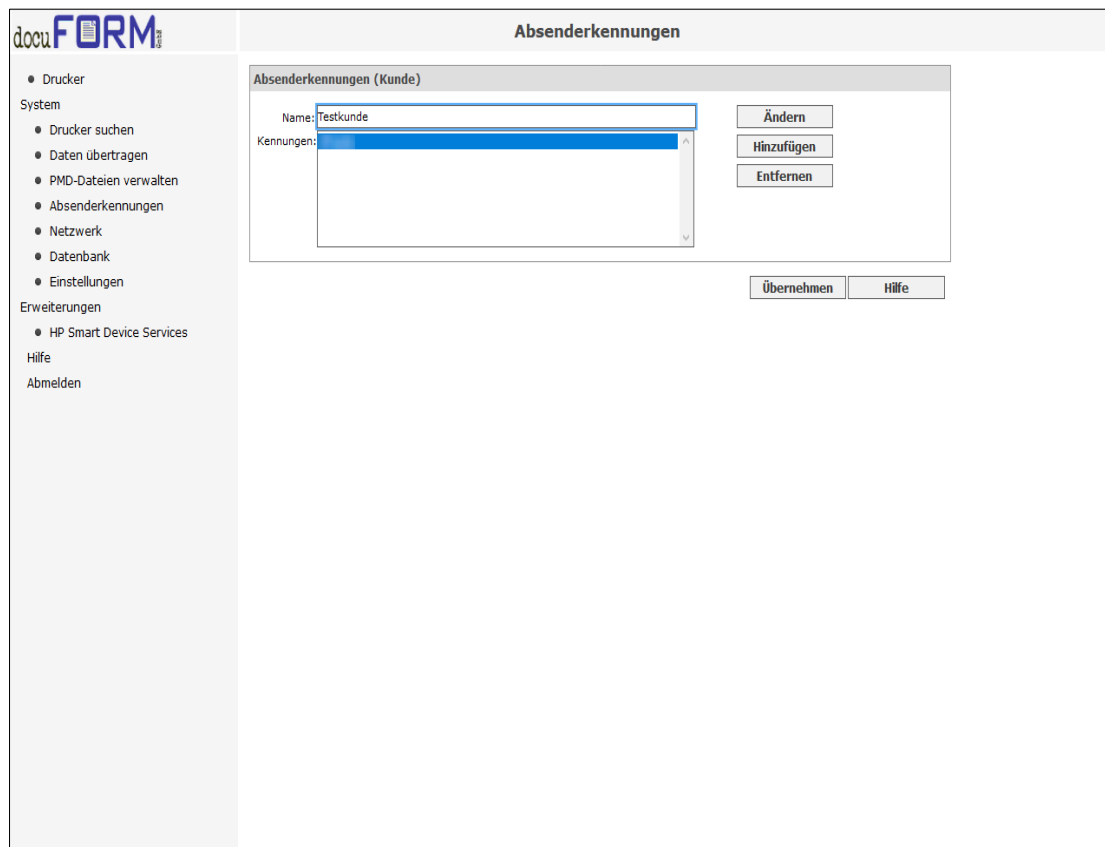 docuFORM GmbH
Absenderkennungen
Drucker
System
Drucker suchen
Daten übertragen
PMD-Dateien verwalten
Absenderkennungen
Netzwerk
Datenbank
Einstellungen
Erweiterungen
HP Smart Device Services
Hilfe
Abmelden
Absenderkennungen (Kunde)
Name: Testkunde
Kennungen:
Ändern
Hinzufügen
Entfernen
Übernehmen
Hilfe